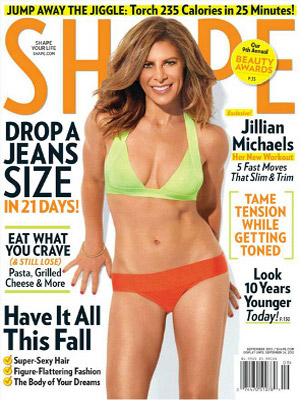 JUMP AWAY THE JIGGLE: Torch 235 Calories in 25 Minutes!
SHAPE
SHAPE
YOUR LIFE
SHAPE.COM
Our
9th Annual
BEAUTY
AWARDS
P.75
DROP A
JEANS
SIZE
IN 21 DAYS!
EAT WHAT
YOU CRAVE
(& STILL LOSE)
Pasta, Grilled
Cheese & More
Have It All
This Fall
Super-Sexy Hair
Figure-Flattering Fashion
The Body of Your Dreams
Exclusive!
Jillian
Michaels
Her New Workout
5 Fast Moves
That Slim & Trim
TAME
TENSION
WHILE
GETTING
TONED
Look
10 Years
Younger
Today! P.150